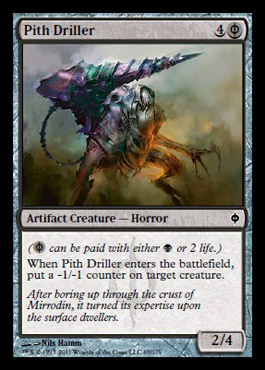 Pith Driller 4
Artifact Creature — Horror
( can be paid with either or 2 life.)
When Pith Driller enters the battlefield,
put a -1/-1 counter on target creature.
After boring up through the crust of
Mirrodin, it turned its expertise upon
the surface dwellers.
Nils Hamm
2/4